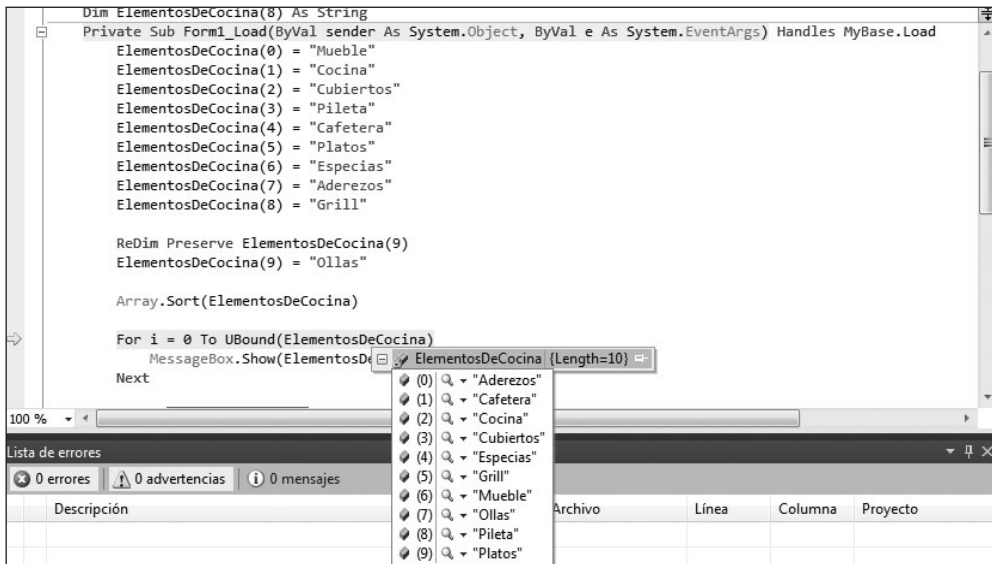 Dim ElementosDeCocina(8) As String
Private Sub Form1_Load(ByVal sender As System.Object, ByVal e As System.EventArgs) Handles MyBase.Load
ElementosDeCocina(0) = "Mueble"
ElementosDeCocina(1) = "Cocina"
ElementosDeCocina(2) = "Cubiertos"
ElementosDeCocina(3) = "Pileta"
ElementosDeCocina(4) = "Cafetera"
ElementosDeCocina(5) = "Platos"
ElementosDeCocina(6) = "Especias"
ElementosDeCocina(7) = "Aderezos"
ElementosDeCocina(8) = "Grill"
ReDim Preserve ElementosDeCocina(9)
ElementosDeCocina(9) = "Ollas"
Array.Sort(ElementosDeCocina)
For i = 0 To UBound(ElementosDeCocina)
MessageBox.Show(ElementosDe
ElementosDeCocina {Length=10}
Next
(0) "Aderezos"
(1) "Cafetera"
(2) "Cocina"
(3) "Cubiertos"
(4) "Especias"
(5) "Grill"
(6) "Mueble"
(7) "Ollas"
(8) "Pileta"
(9) "Platos"
100 %
Lista de errores
0 errores 0 advertencias 0 mensajes
Descripción Archivo Línea Columna Proyecto